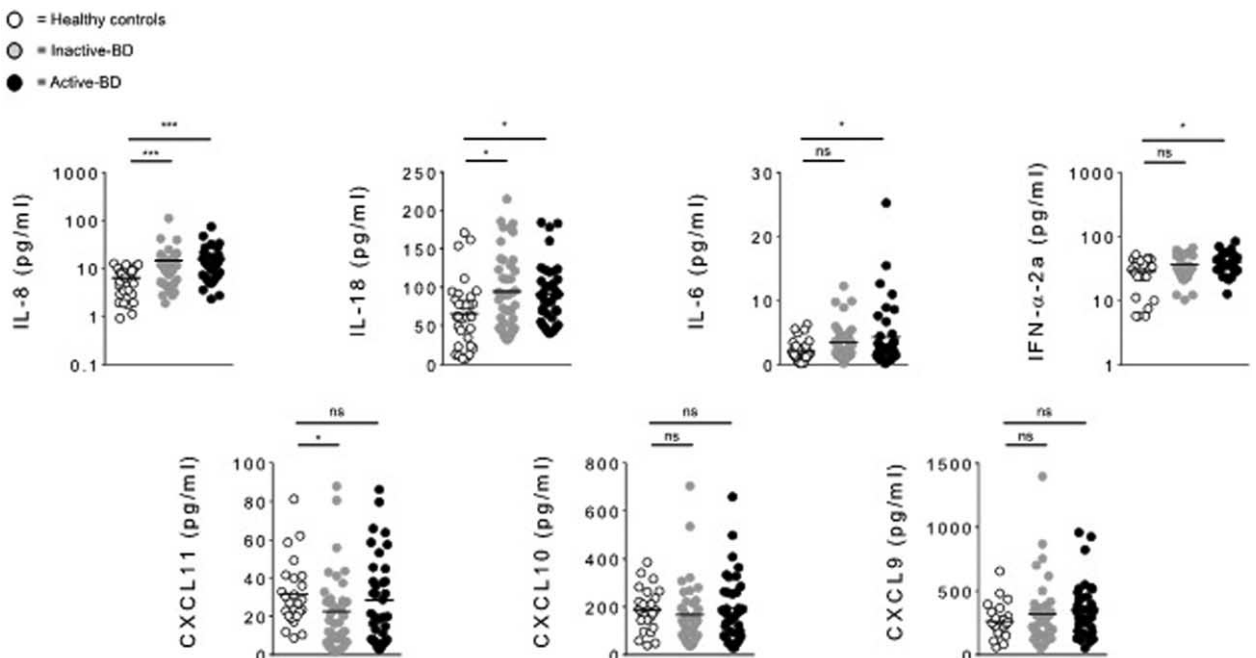 = Healthy controls
= Inactive-BD
= Active-BD
***
***
IL-8 (pg/ml)
1000
100
10
1
0.1
*
*
IL-18 (pg/ml)
250
200
150
100
50
0
*
ns
IL-6 (pg/ml)
30
20
10
0
*
ns
IFN-α-2a (pg/ml)
1000
100
10
1
ns
*
CXCL11 (pg/ml)
100
80
60
40
20
0
ns
ns
CXCL10 (pg/ml)
800
600
400
200
0
ns
ns
CXCL9 (pg/ml)
1500
1000
500
0